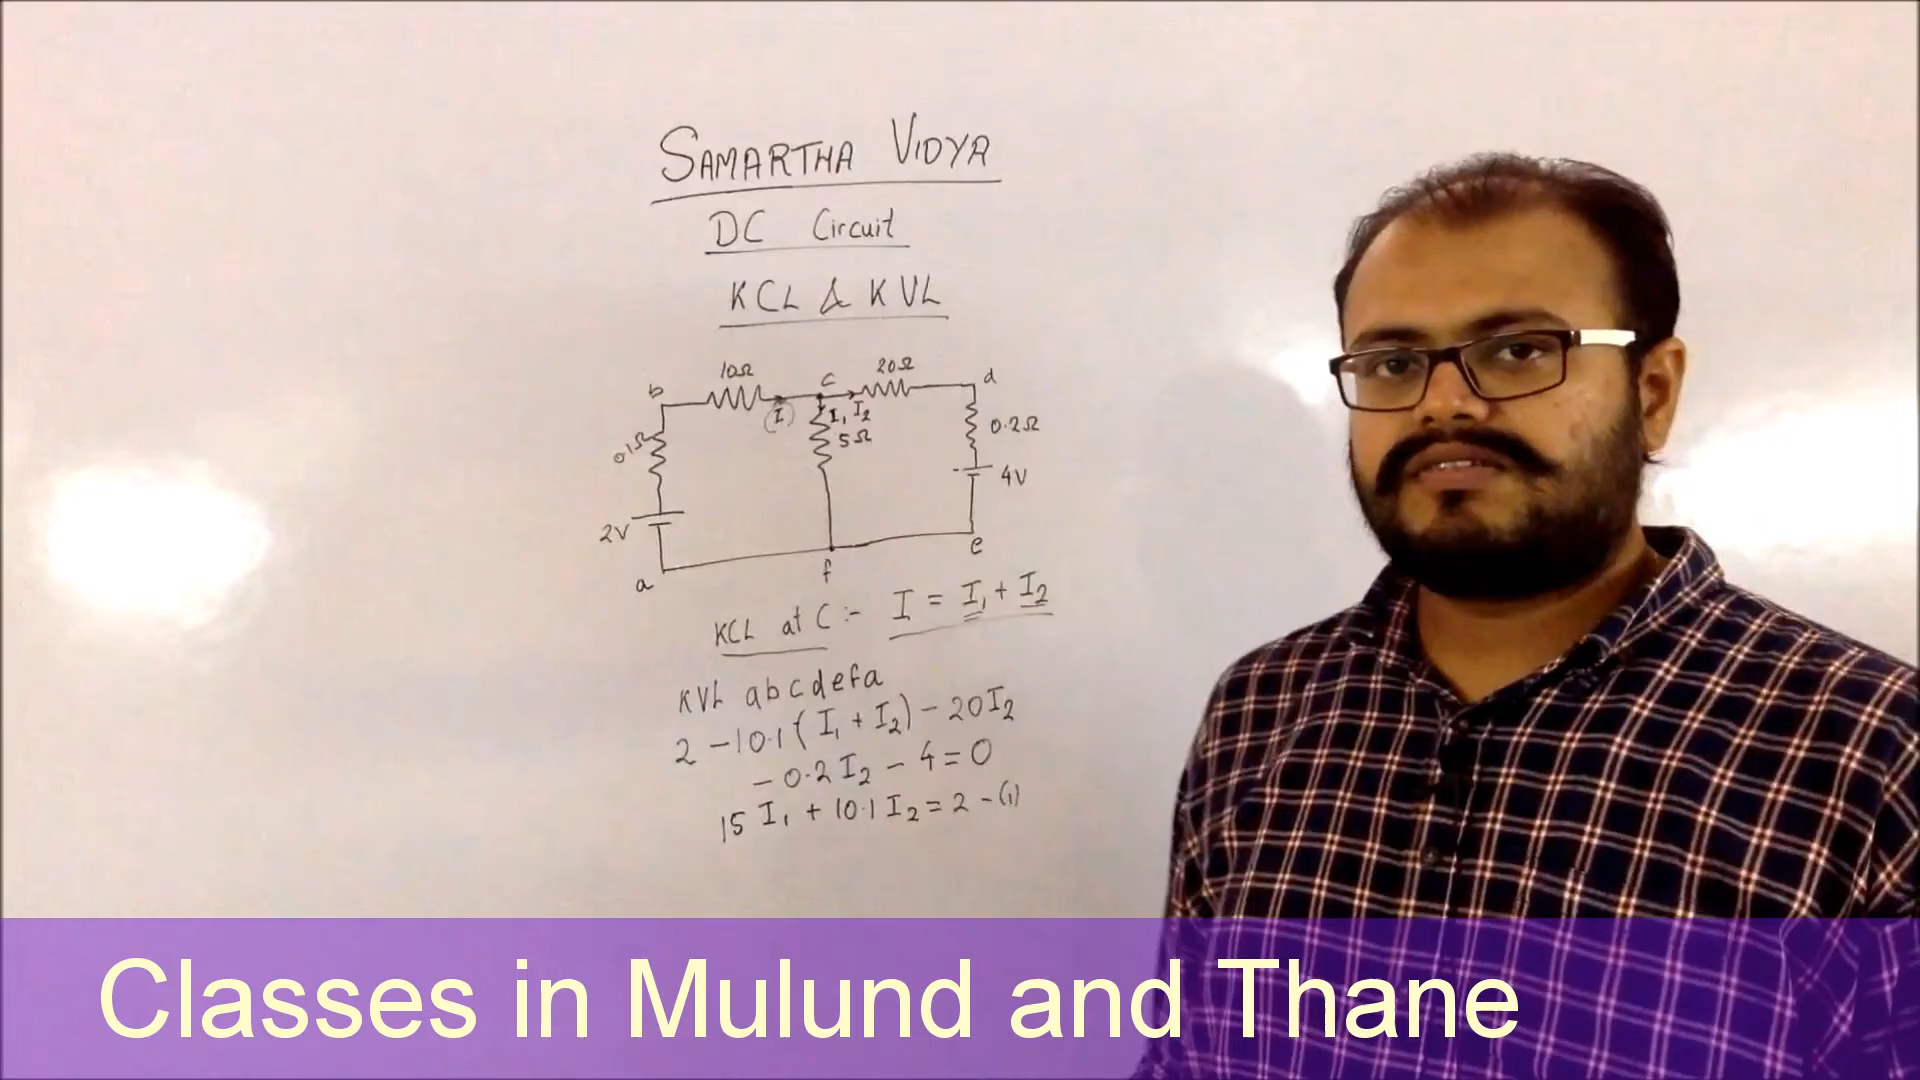 SAMARTHA VIDYA
DC Circuit
KCL & KVL
10Ω
20Ω
b
c
d
I
I₁
I₂
0.1Ω
5Ω
0.2Ω
2V
4V
a
f
e
KCL at C :- I = I₁ + I₂
KVL abcdefa
2 - 10.1 (I₁ + I₂) - 20I₂
- 0.2 I₂ - 4 = 0
15 I₁ + 10.1 I₂ = 2 - (1)
Classes in Mulund and Thane